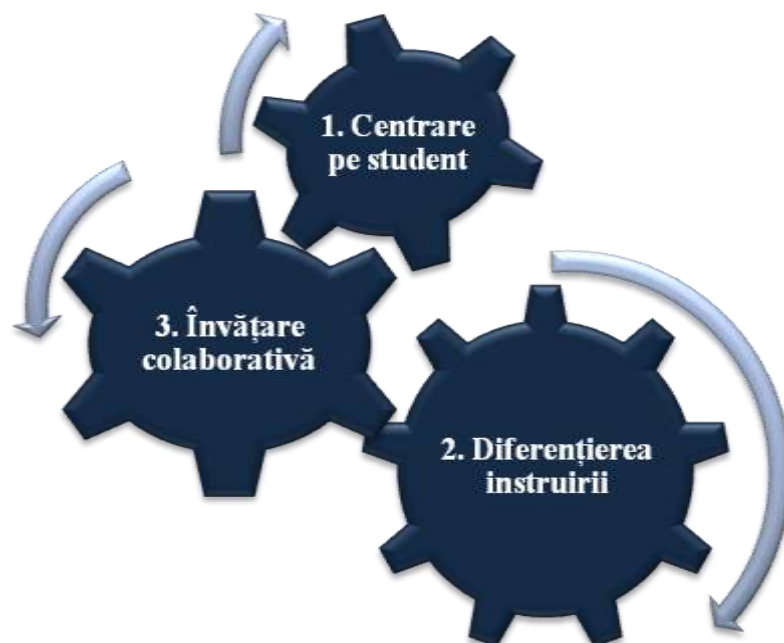 1. Centrare
pe student
3. Învățare
colaborativă
2. Diferențierea
instruirii